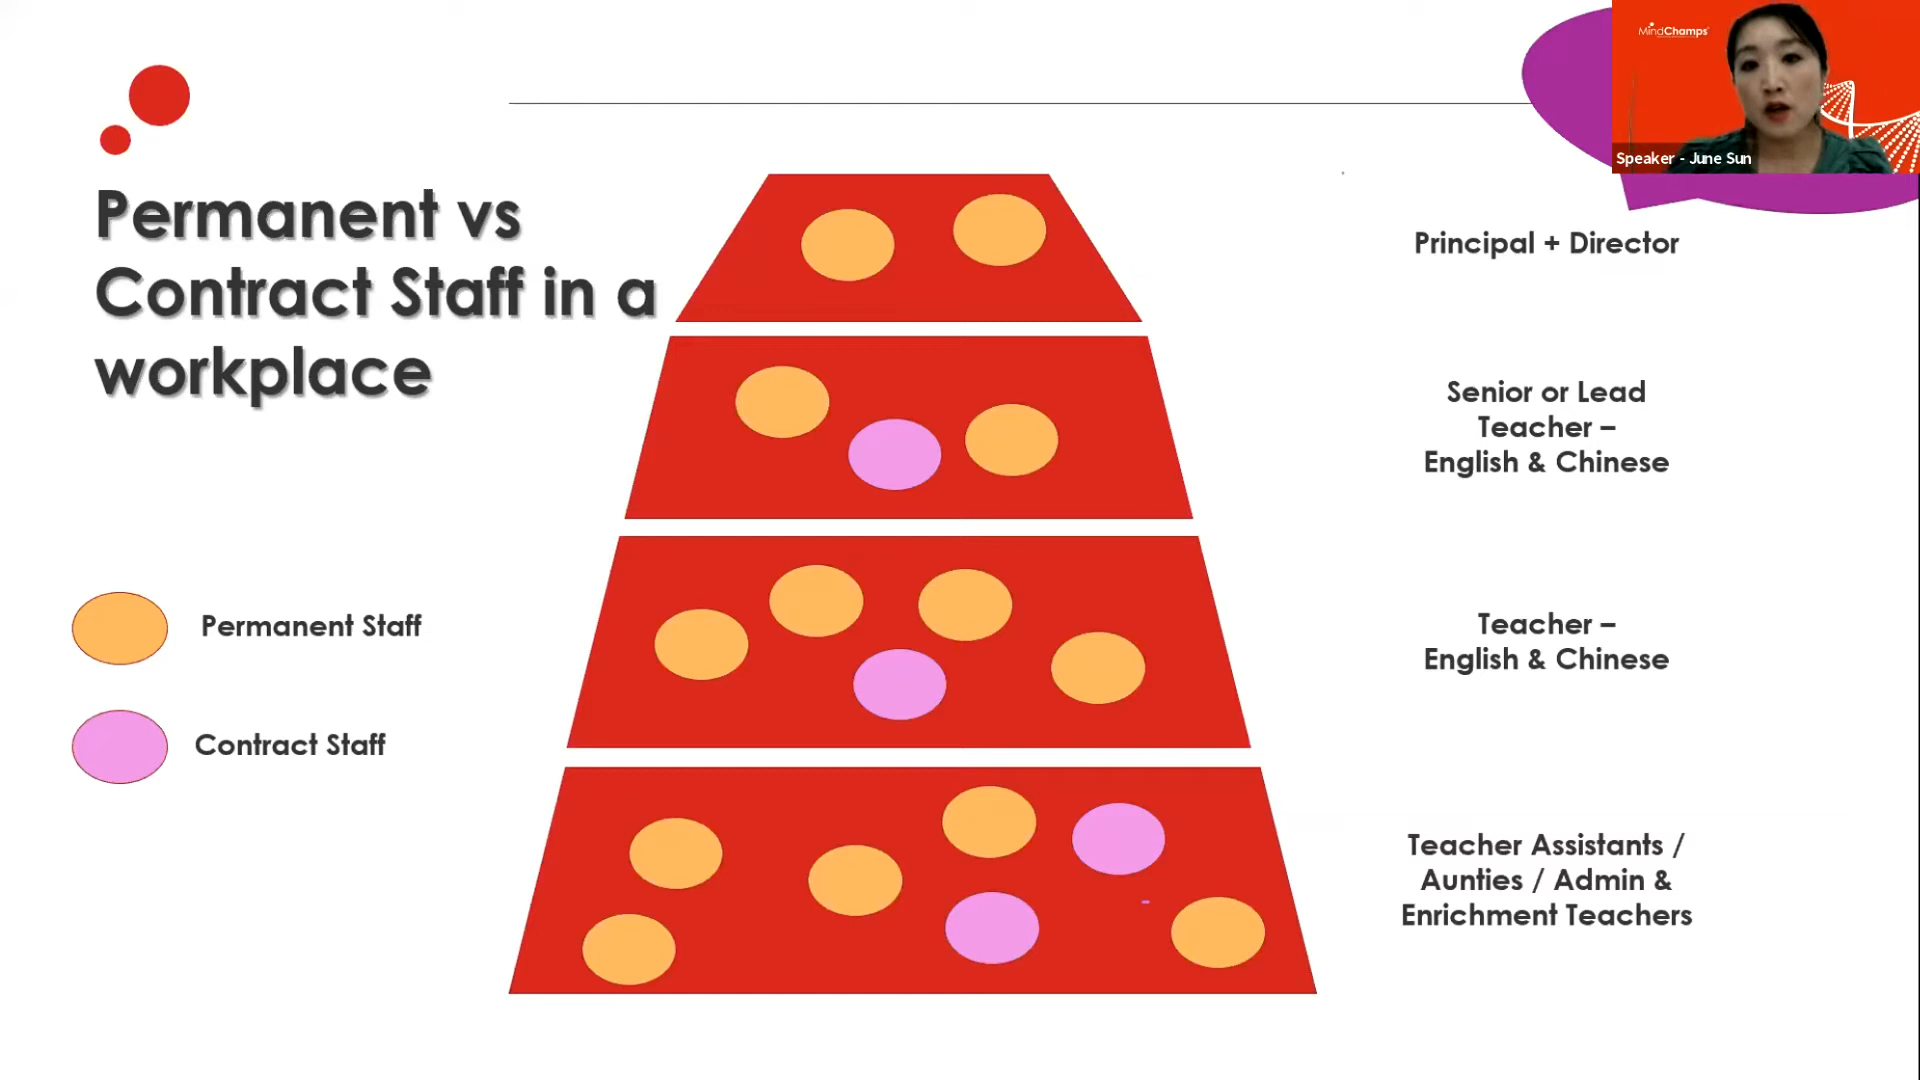 MindChamps
Speaker - June Sun
Permanent vs
Contract Staff in a
workplace
Principal + Director
Senior or Lead
Teacher –
English & Chinese
Teacher –
English & Chinese
Permanent Staff
Contract Staff
Teacher Assistants /
Aunties / Admin &
Enrichment Teachers